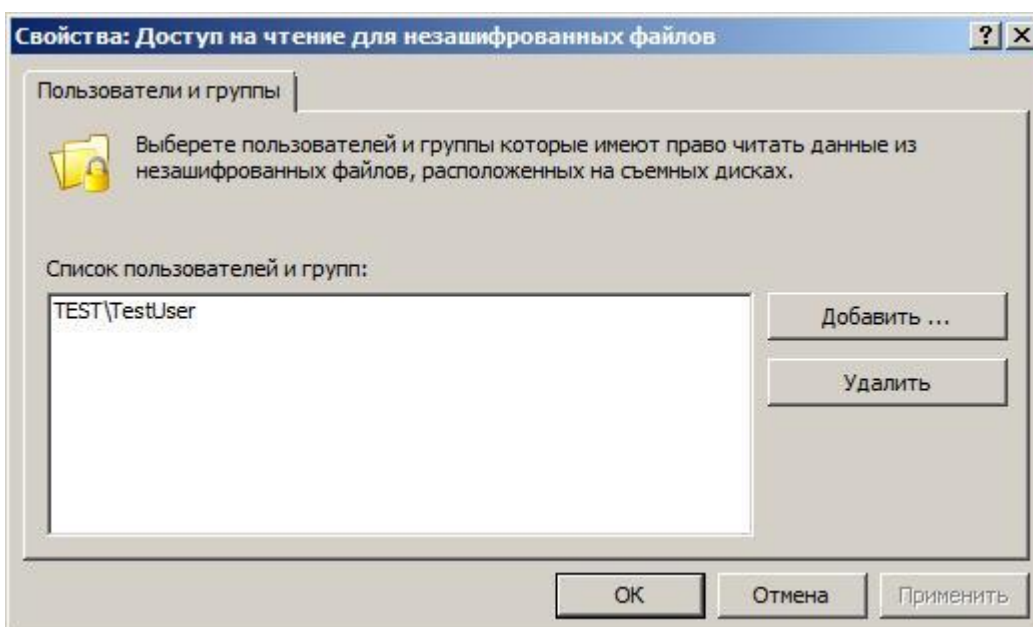 Свойства: Доступ на чтение для незашифрованных файлов
Пользователи и группы
Выберете пользователей и группы которые имеют право читать данные из
незашифрованных файлов, расположенных на съемных дисках.
Список пользователей и групп:
TEST\TestUser
Добавить ...
Удалить
ОК
Отмена
Применить